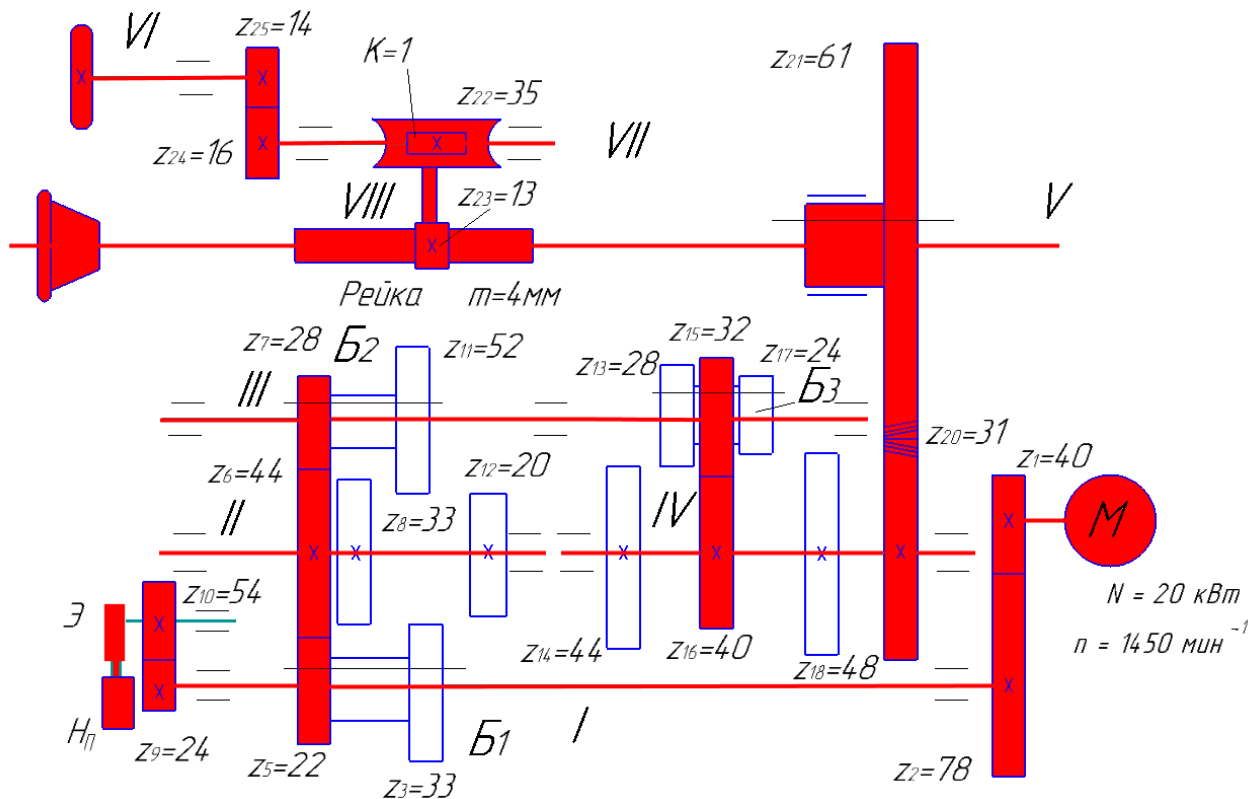 VI
z25=14
K=1
z21=61
z22=35
z24=16
VII
VIII
z23=13
V
Рейка m=4мм
z7=28
Б2
z11=52
z15=32
z13=28
z17=24
Б3
III
z6=44
z12=20
z20=31
z1=40
II
z8=33
IV
М
z10=54
Э
N = 20 кВт
z14=44
z16=40
z18=48
n = 1450 мин⁻¹
Нп
z9=24
z5=22
Б1
I
z3=33
z2=78